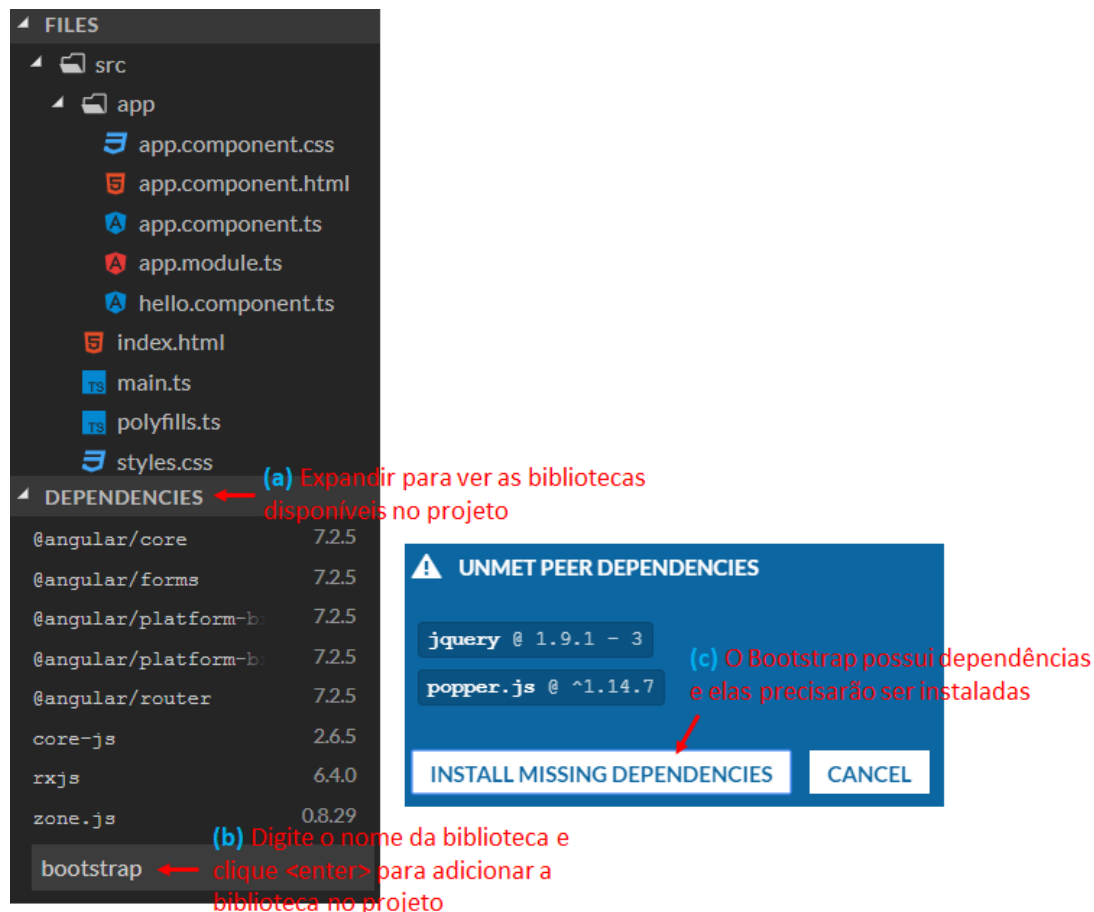 FILES
src
app
app.component.css
app.component.html
app.component.ts
app.module.ts
hello.component.ts
index.html
main.ts
polyfills.ts
styles.css
(a) Expandir para ver as bibliotecas
disponíveis no projeto
DEPENDENCIES
@angular/core 7.2.5
@angular/forms 7.2.5
@angular/platform-b 7.2.5
@angular/platform-b 7.2.5
@angular/router 7.2.5
core-js 2.6.5
rxjs 6.4.0
zone.js 0.8.29
(b) Digite o nome da biblioteca e
clique <enter> para adicionar a
biblioteca no projeto
bootstrap
UNMET PEER DEPENDENCIES
jquery @ 1.9.1 - 3
popper.js @ ^1.14.7
(c) O Bootstrap possui dependências
e elas precisarão ser instaladas
INSTALL MISSING DEPENDENCIES
CANCEL